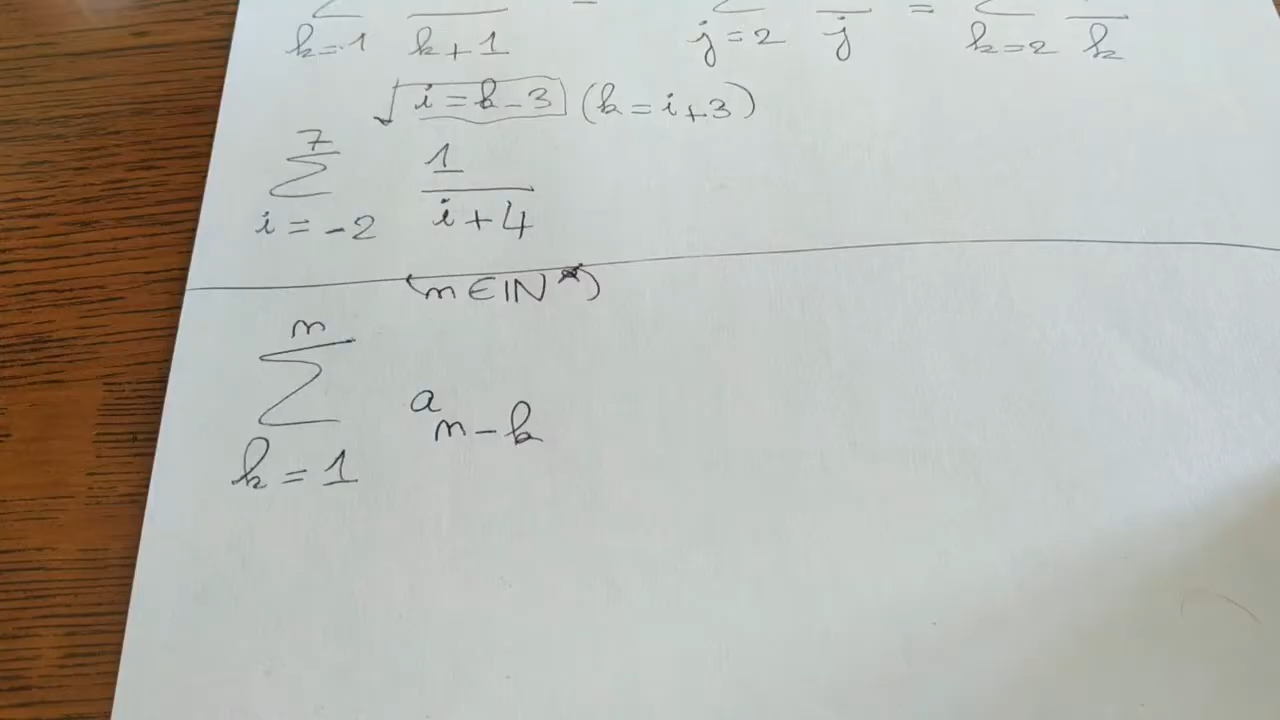 ∑ = ∑ = ∑
k=1 k+1 j=2 j k=2 k
√ i=k-3 (k=i+3)
7
∑ 1
i=-2 i+4
(n∈ℕ*)
n
∑ a n-k
k=1